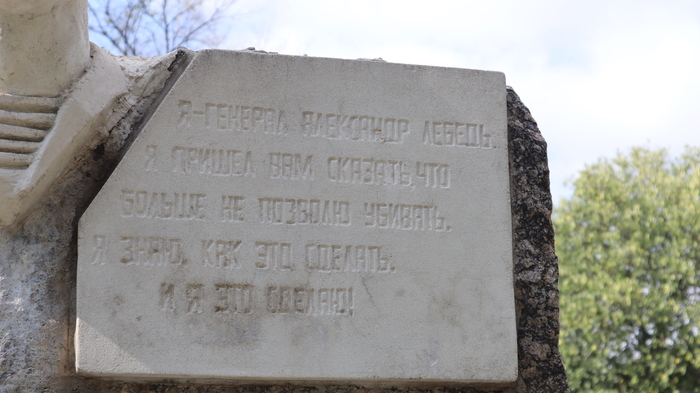 Я-ГЕНЕРАЛ АЛЕКСАНДР ЛЕБЕДЬ.
Я ПРИШЕЛ ВАМ СКАЗАТЬ, ЧТО
БОЛЬШЕ НЕ ПОЗВОЛЮ УБИВАТЬ.
Я ЗНАЮ, КАК ЭТО СДЕЛАТЬ.
И Я ЭТО СДЕЛАЮ!